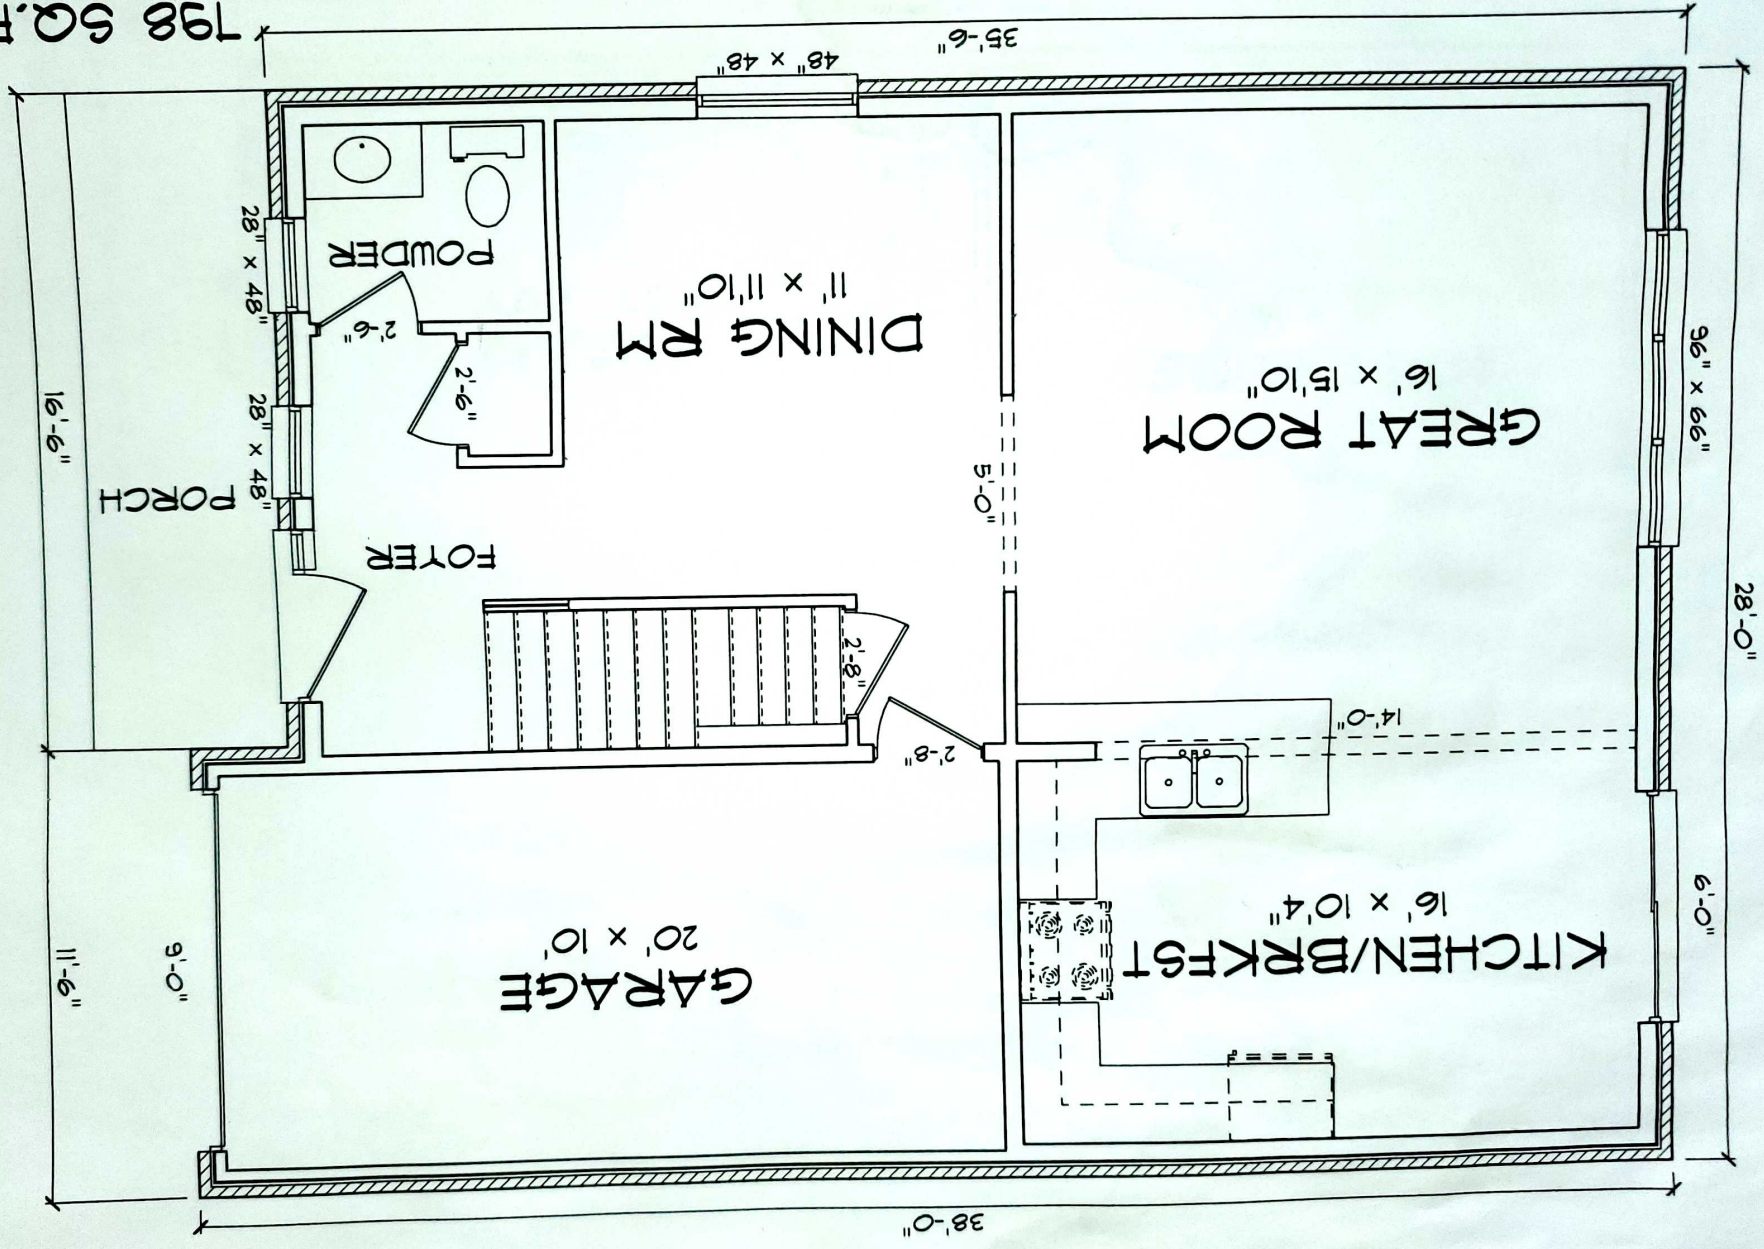 38'-0"
GARAGE
20' x 10'
KITCHEN/BRKFST
16' x 10'4"
6'-0"
9'-0"
11'-6"
2'-8"
14'-0"
2'-8"
28'-0"
FOYER
PORCH
5'-0"
28" x 48"
16'-6"
GREAT ROOM
16' x 15'10"
96" x 66"
2'-6"
DINING RM
11' x 11'10"
2'-6"
POWDER
28" x 48"
48" x 48"
35'-6"
798 SQ.F